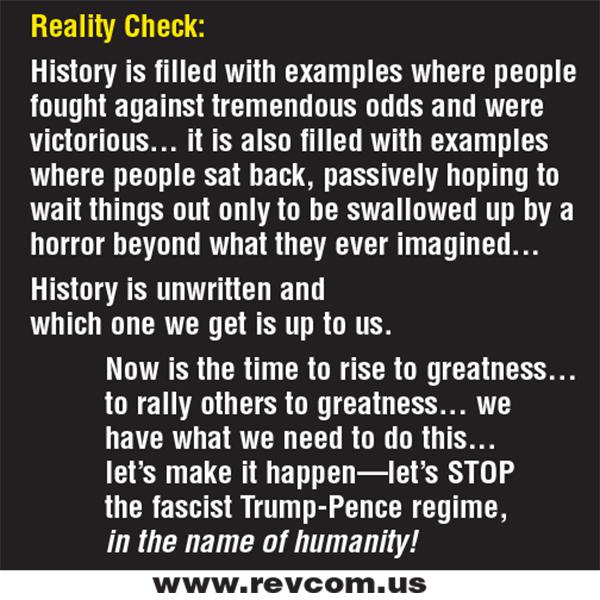 Reality Check:
History is filled with examples where people
fought against tremendous odds and were
victorious… it is also filled with examples
where people sat back, passively hoping to
wait things out only to be swallowed up by a
horror beyond what they ever imagined…
History is unwritten and
which one we get is up to us.
Now is the time to rise to greatness…
to rally others to greatness… we
have what we need to do this…
let’s make it happen—let’s STOP
the fascist Trump-Pence regime,
in the name of humanity!
www.revcom.us